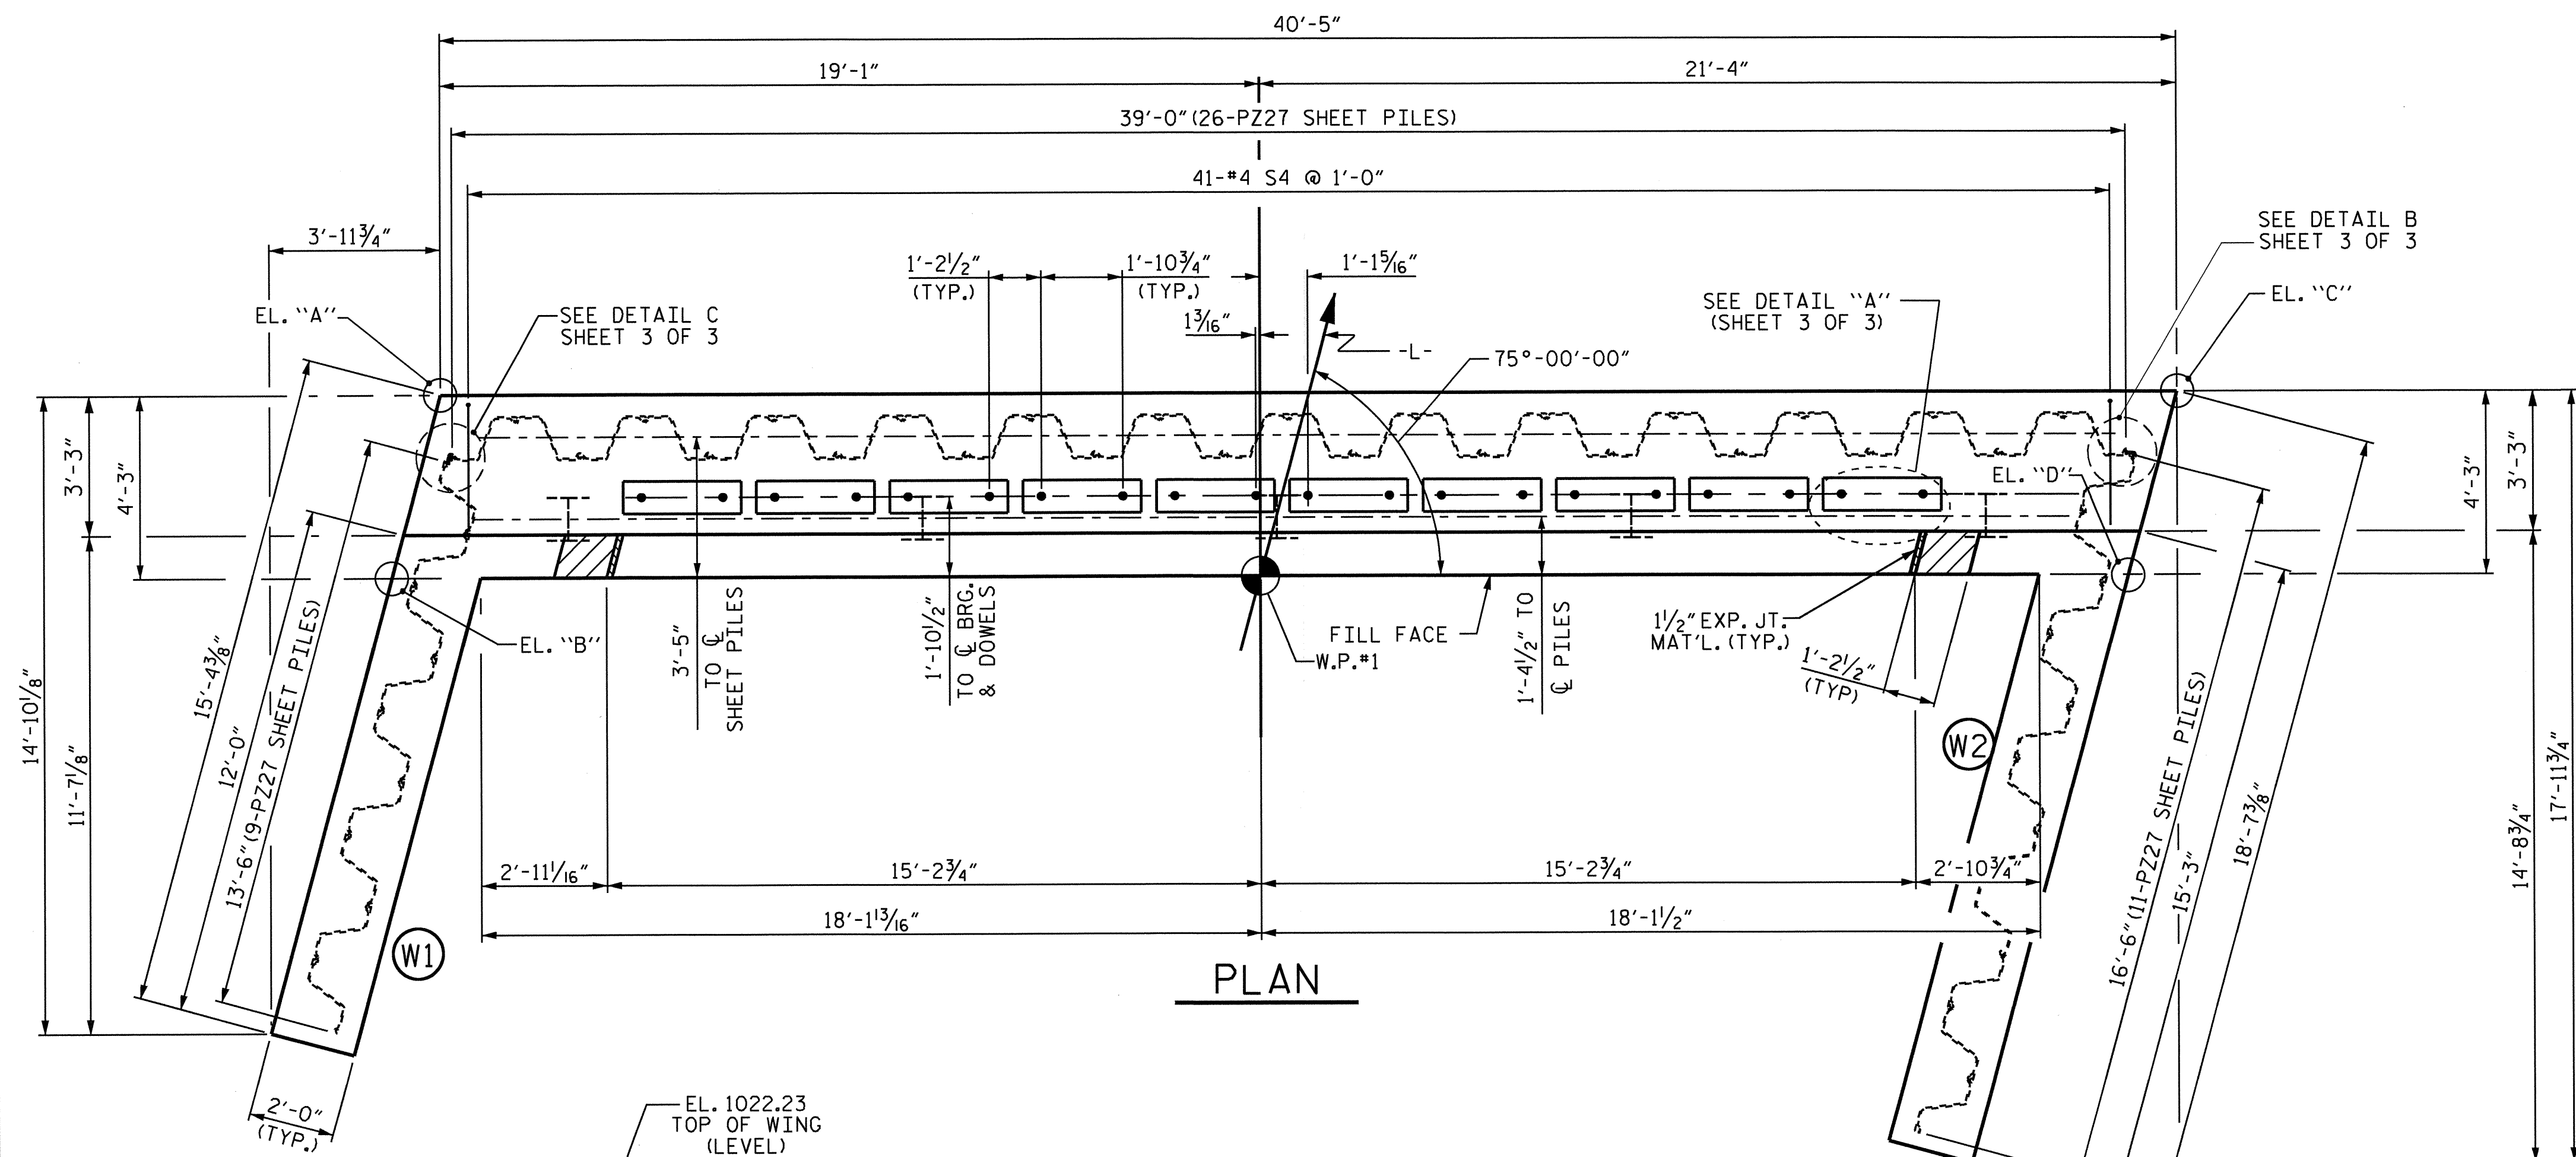 40'-5"
19'-1"
21'-4"
39'-0" (26-PZ27 SHEET PILES)
41-#4 S4 @ 1'-0"
3'-11¾"
1'-2½"
(TYP.)
1'-10¾"
(TYP.)
1'-1⁵⁄₁₆"
1³⁄₁₆"
SEE DETAIL B
SHEET 3 OF 3
EL. "A"
SEE DETAIL C
SHEET 3 OF 3
-L-
75°-00'-00"
SEE DETAIL "A"
(SHEET 3 OF 3)
EL. "C"
3'-3"
4'-3"
EL. "D"
4'-3"
3'-3"
EL. "B"
3'-5"
TO ℄
SHEET PILES
1'-10½"
TO ℄ BRG.
& DOWELS
W.P.#1
FILL FACE
1'-4½" TO
℄ PILES
1½" EXP. JT.
MAT'L. (TYP.)
1'-2½"
(TYP)
14'-10⅛"
11'-7⅛"
15'-4⅜"
12'-0"
13'-6" (9-PZ27 SHEET PILES)
W1
W2
16'-6" (11-PZ27 SHEET PILES)
15'-3"
18'-7⅜"
14'-8¾"
17'-11¾"
2'-11¹⁄₁₆"
15'-2¾"
15'-2¾"
2'-10¾"
18'-1¹³⁄₁₆"
18'-1½"
PLAN
2'-0"
(TYP.)
EL. 1022.23
TOP OF WING
(LEVEL)